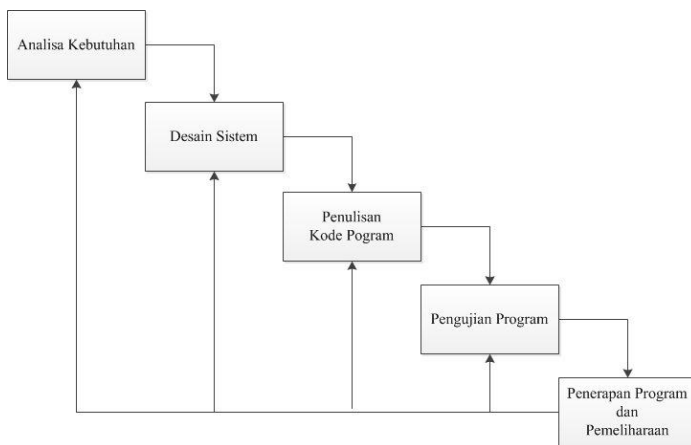 Analisa Kebutuhan
Desain Sistem
Penulisan
Kode Pogram
Pengujian Program
Penerapan Program
dan
Pemeliharaan